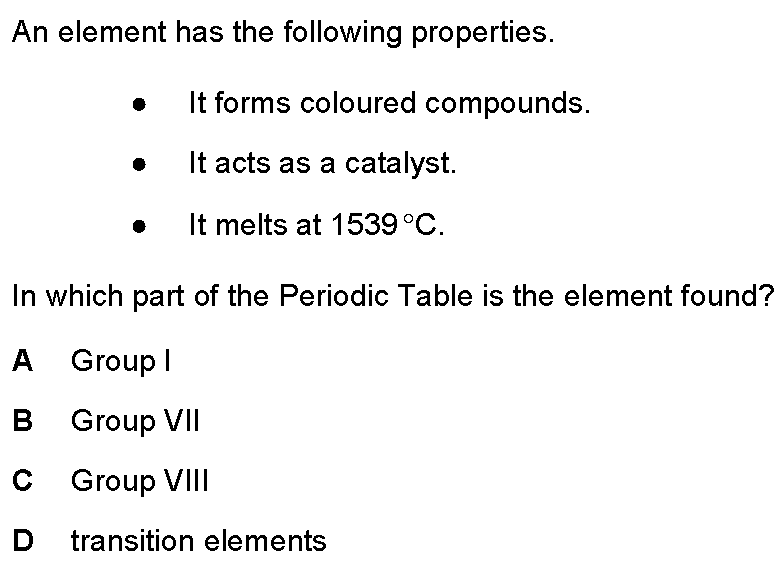 An element has the following properties.
● It forms coloured compounds.
● It acts as a catalyst.
● It melts at 1539 °C.
In which part of the Periodic Table is the element found?
A Group I
B Group VII
C Group VIII
D transition elements